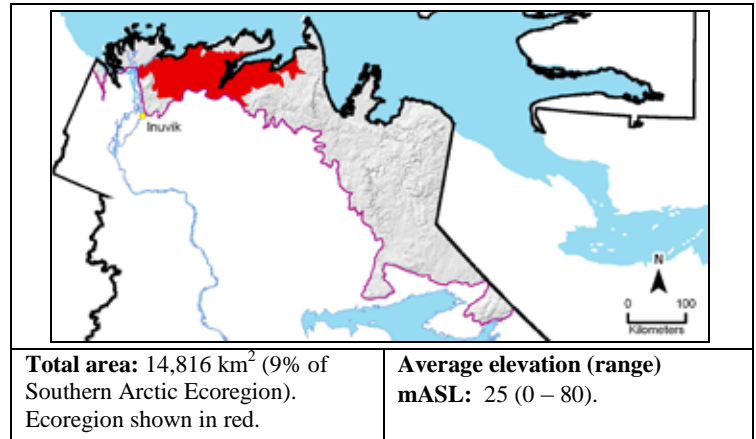 Inuvik
N
0 100
Kilometers
Total area: 14,816 km² (9% of
Southern Arctic Ecoregion).
Ecoregion shown in red.
Average elevation (range)
mASL: 25 (0 – 80).